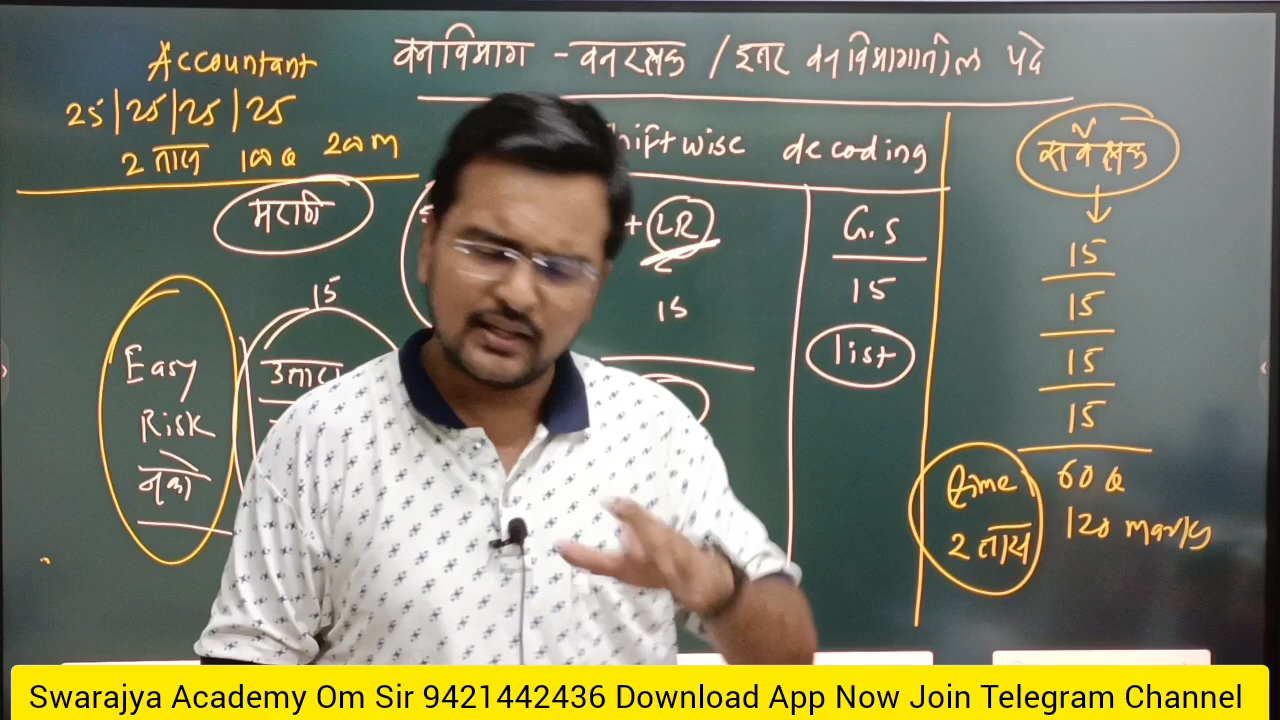 Accountant
25|25|25|25
2 तास 100 Q 200 m
वनविभाग - वनरक्षक / इतर वनविभागातील पदे
shiftwise decoding
मराठी
15
Easy
Risk
नको
उतारा
+ LR
15
G.S
15
list
सर्वेक्षक
15
15
15
15
60 Q
120 marks
time
2 तास
Swarajya Academy Om Sir 9421442436 Download App Now Join Telegram Channel